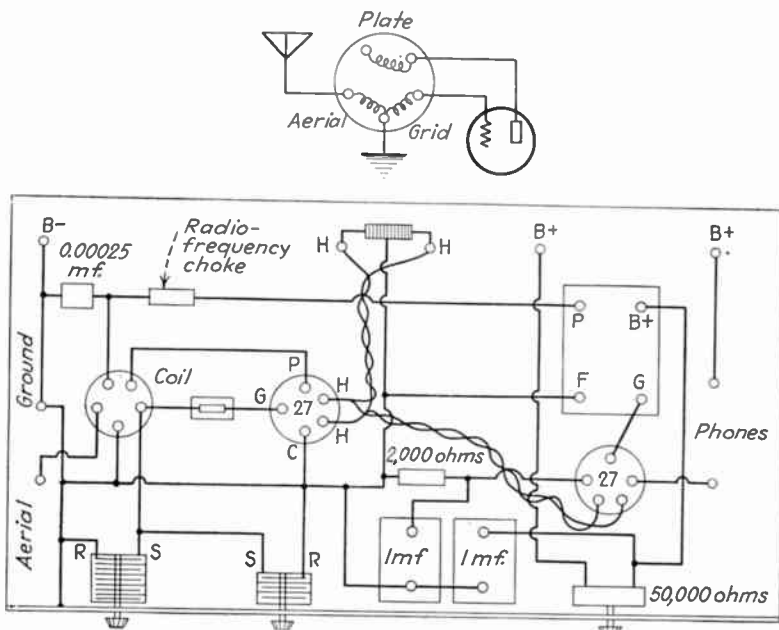 Plate
Aerial
Grid
B-
0.00025
mf.
Radio-
frequency
choke
H
H
B+
B+
P
B+
Coil
P
H
G
27
H
C
F
G
Ground
2,000 ohms
27
Phones
Aerial
R
S
S
R
1mf
1mf.
50,000 ohms